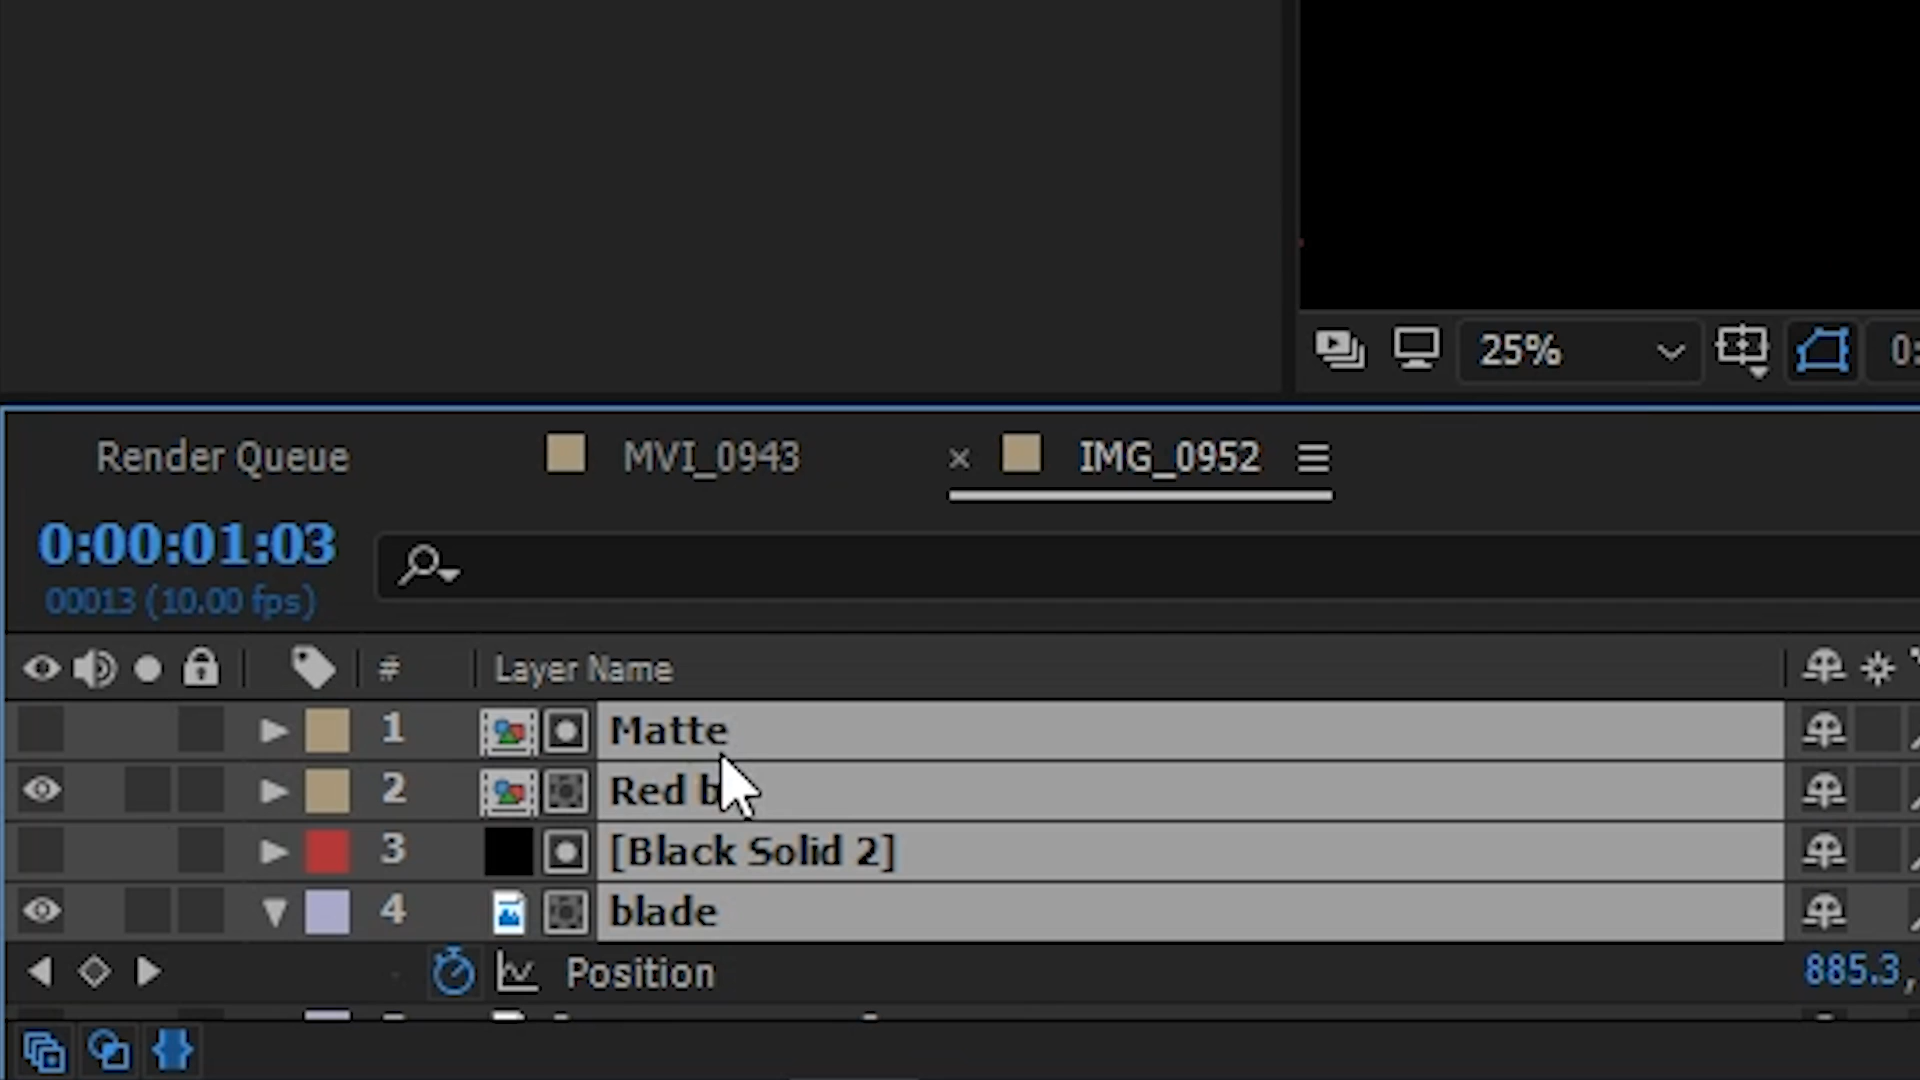 25%
0:
Render Queue
MVI_0943
× IMG_0952
0:00:01:03
00013 (10.00 fps)
# Layer Name
1 Matte
2 Red b
3 [Black Solid 2]
4 blade
Position 885.3,